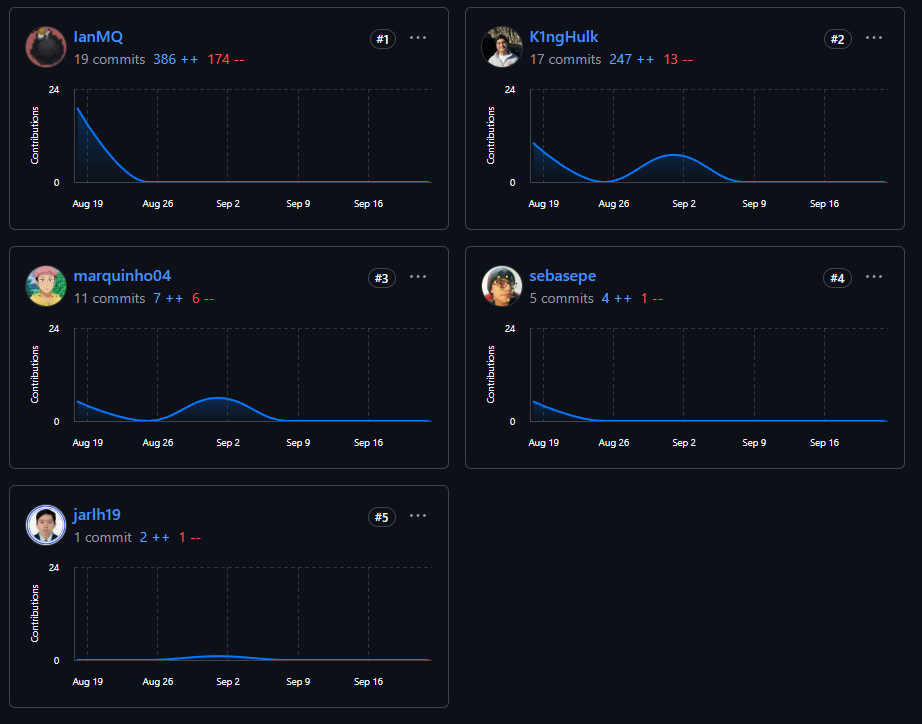 IanMQ #1 ···
19 commits 386 ++ 174 --
24
Contributions
0
Aug 19 Aug 26 Sep 2 Sep 9 Sep 16
K1ngHulk #2 ···
17 commits 247 ++ 13 --
24
Contributions
0
Aug 19 Aug 26 Sep 2 Sep 9 Sep 16
marquinho04 #3 ···
11 commits 7 ++ 6 --
24
Contributions
0
Aug 19 Aug 26 Sep 2 Sep 9 Sep 16
sebasepe #4 ···
5 commits 4 ++ 1 --
24
Contributions
0
Aug 19 Aug 26 Sep 2 Sep 9 Sep 16
jarlh19 #5 ···
1 commit 2 ++ 1 --
24
Contributions
0
Aug 19 Aug 26 Sep 2 Sep 9 Sep 16